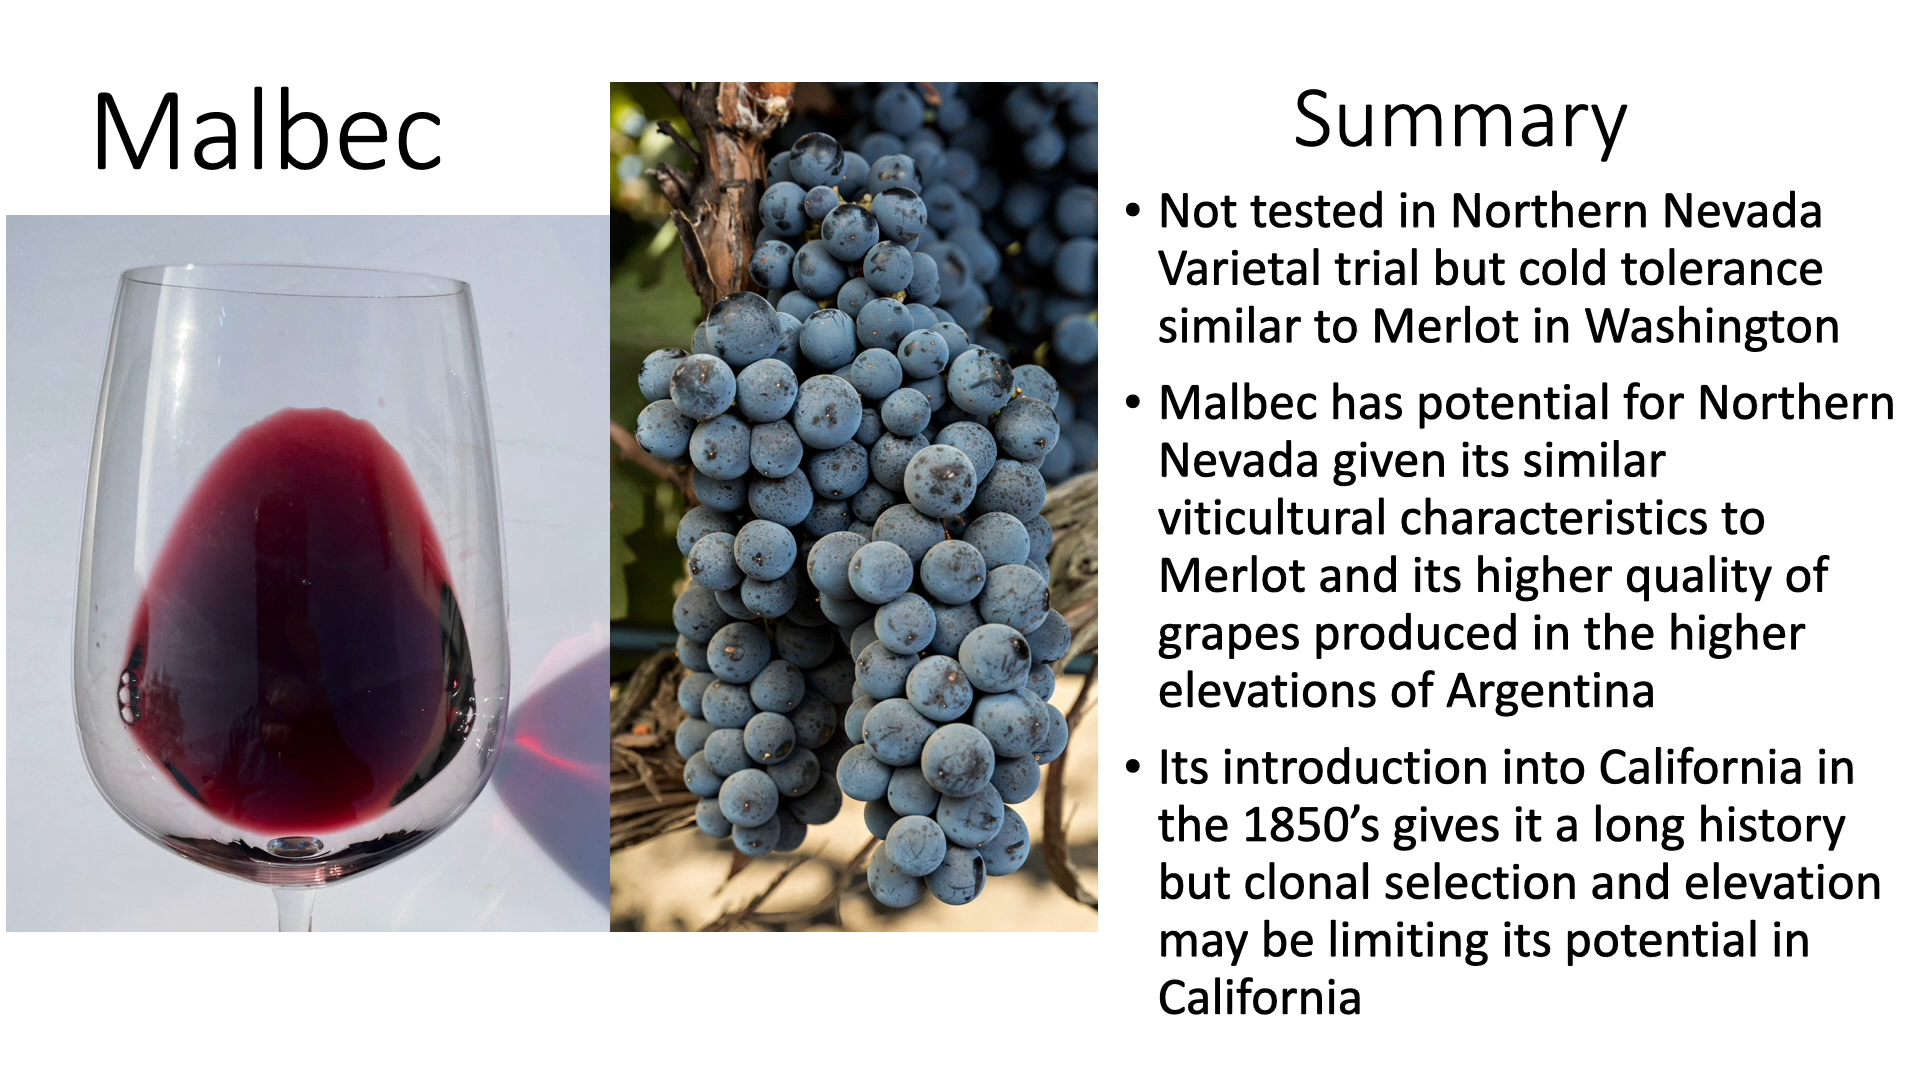 Malbec
Summary
• Not tested in Northern Nevada
Varietal trial but cold tolerance
similar to Merlot in Washington
• Malbec has potential for Northern
Nevada given its similar
viticultural characteristics to
Merlot and its higher quality of
grapes produced in the higher
elevations of Argentina
• Its introduction into California in
the 1850’s gives it a long history
but clonal selection and elevation
may be limiting its potential in
California